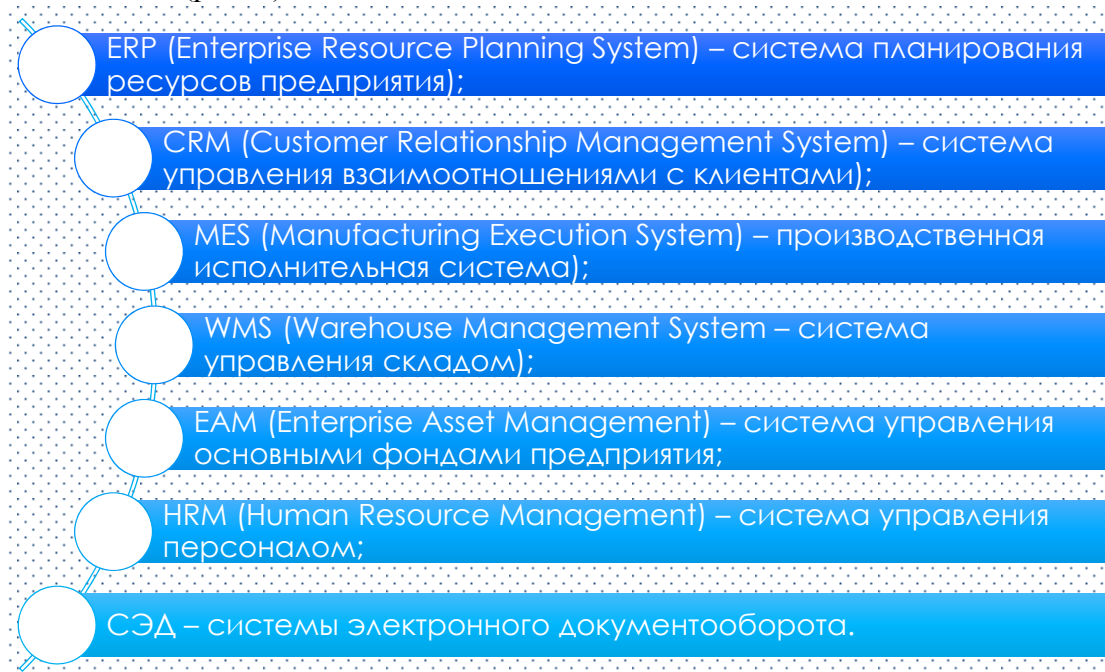 ERP (Enterprise Resource Planning System) – система планирования
ресурсов предприятия);
CRM (Customer Relationship Management System) – система
управления взаимоотношениями с клиентами);
MES (Manufacturing Execution System) – производственная
исполнительная система);
WMS (Warehouse Management System – система
управления складом);
EAM (Enterprise Asset Management) – система управления
основными фондами предприятия;
HRM (Human Resource Management) – система управления
персоналом;
СЭД – системы электронного документооборота.